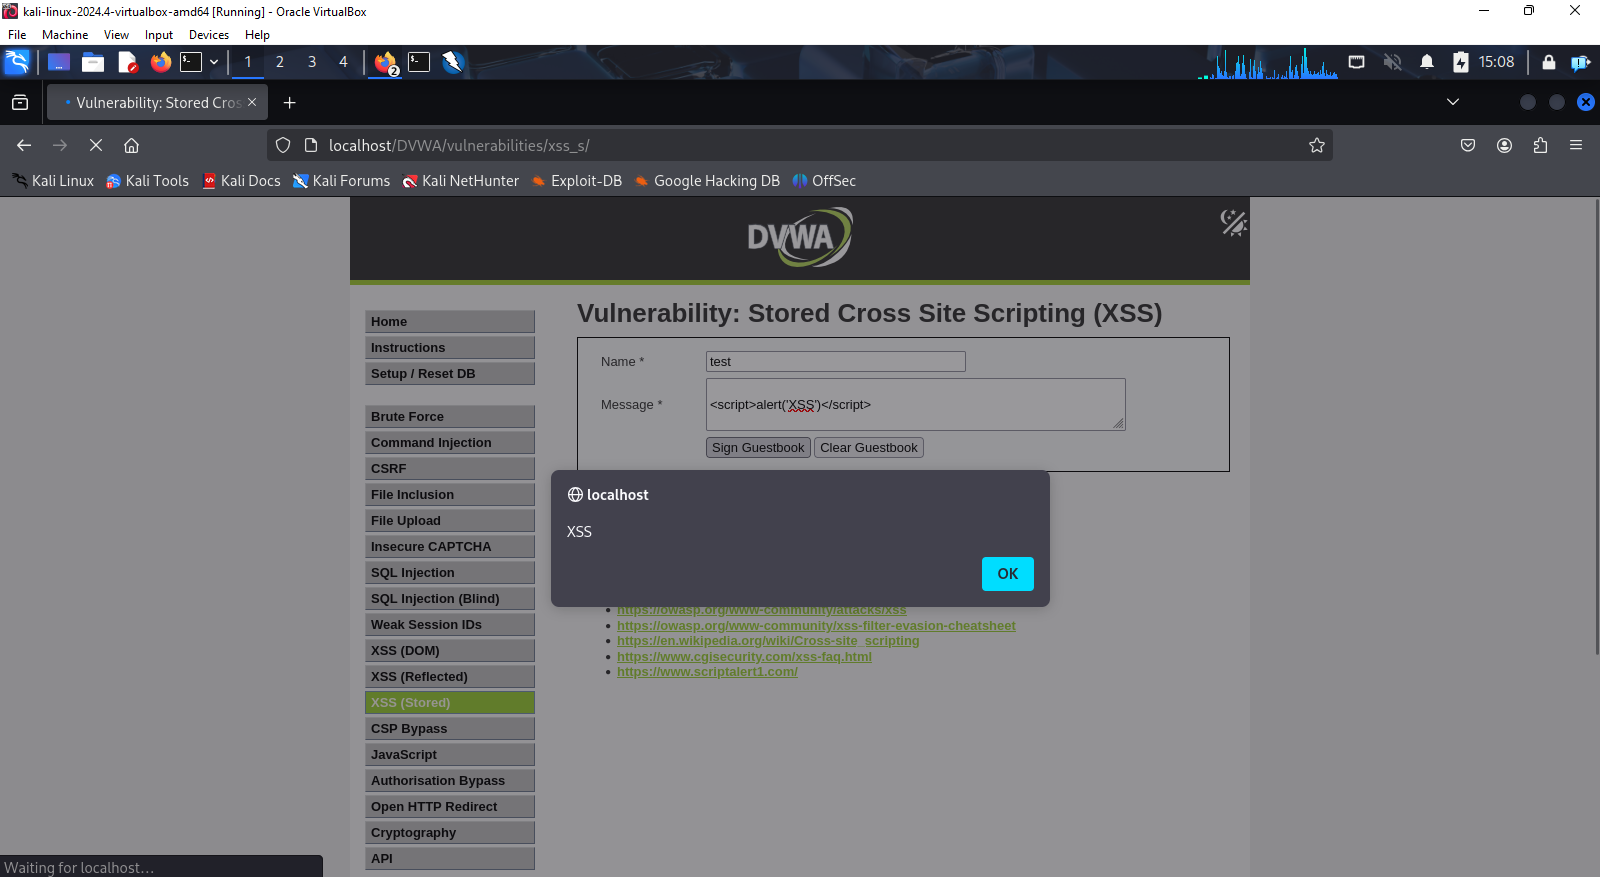 kali-linux-2024.4-virtualbox-amd64 [Running] - Oracle VirtualBox
File Machine View Input Devices Help
1 2 3 4 2 15:08
Vulnerability: Stored Cros
localhost/DVWA/vulnerabilities/xss_s/
Kali Linux Kali Tools Kali Docs Kali Forums Kali NetHunter Exploit-DB Google Hacking DB OffSec
DVWA
Vulnerability: Stored Cross Site Scripting (XSS)
Name * test
Message * <script>alert('XSS')</script>
Sign Guestbook Clear Guestbook
localhost
XSS
OK
https://owasp.org/www-community/attacks/xss
https://owasp.org/www-community/xss-filter-evasion-cheatsheet
https://en.wikipedia.org/wiki/Cross-site_scripting
https://www.cgisecurity.com/xss-faq.html
https://www.scriptalert1.com/
Home
Instructions
Setup / Reset DB
Brute Force
Command Injection
CSRF
File Inclusion
File Upload
Insecure CAPTCHA
SQL Injection
SQL Injection (Blind)
Weak Session IDs
XSS (DOM)
XSS (Reflected)
XSS (Stored)
CSP Bypass
JavaScript
Authorisation Bypass
Open HTTP Redirect
Cryptography
API
Waiting for localhost…